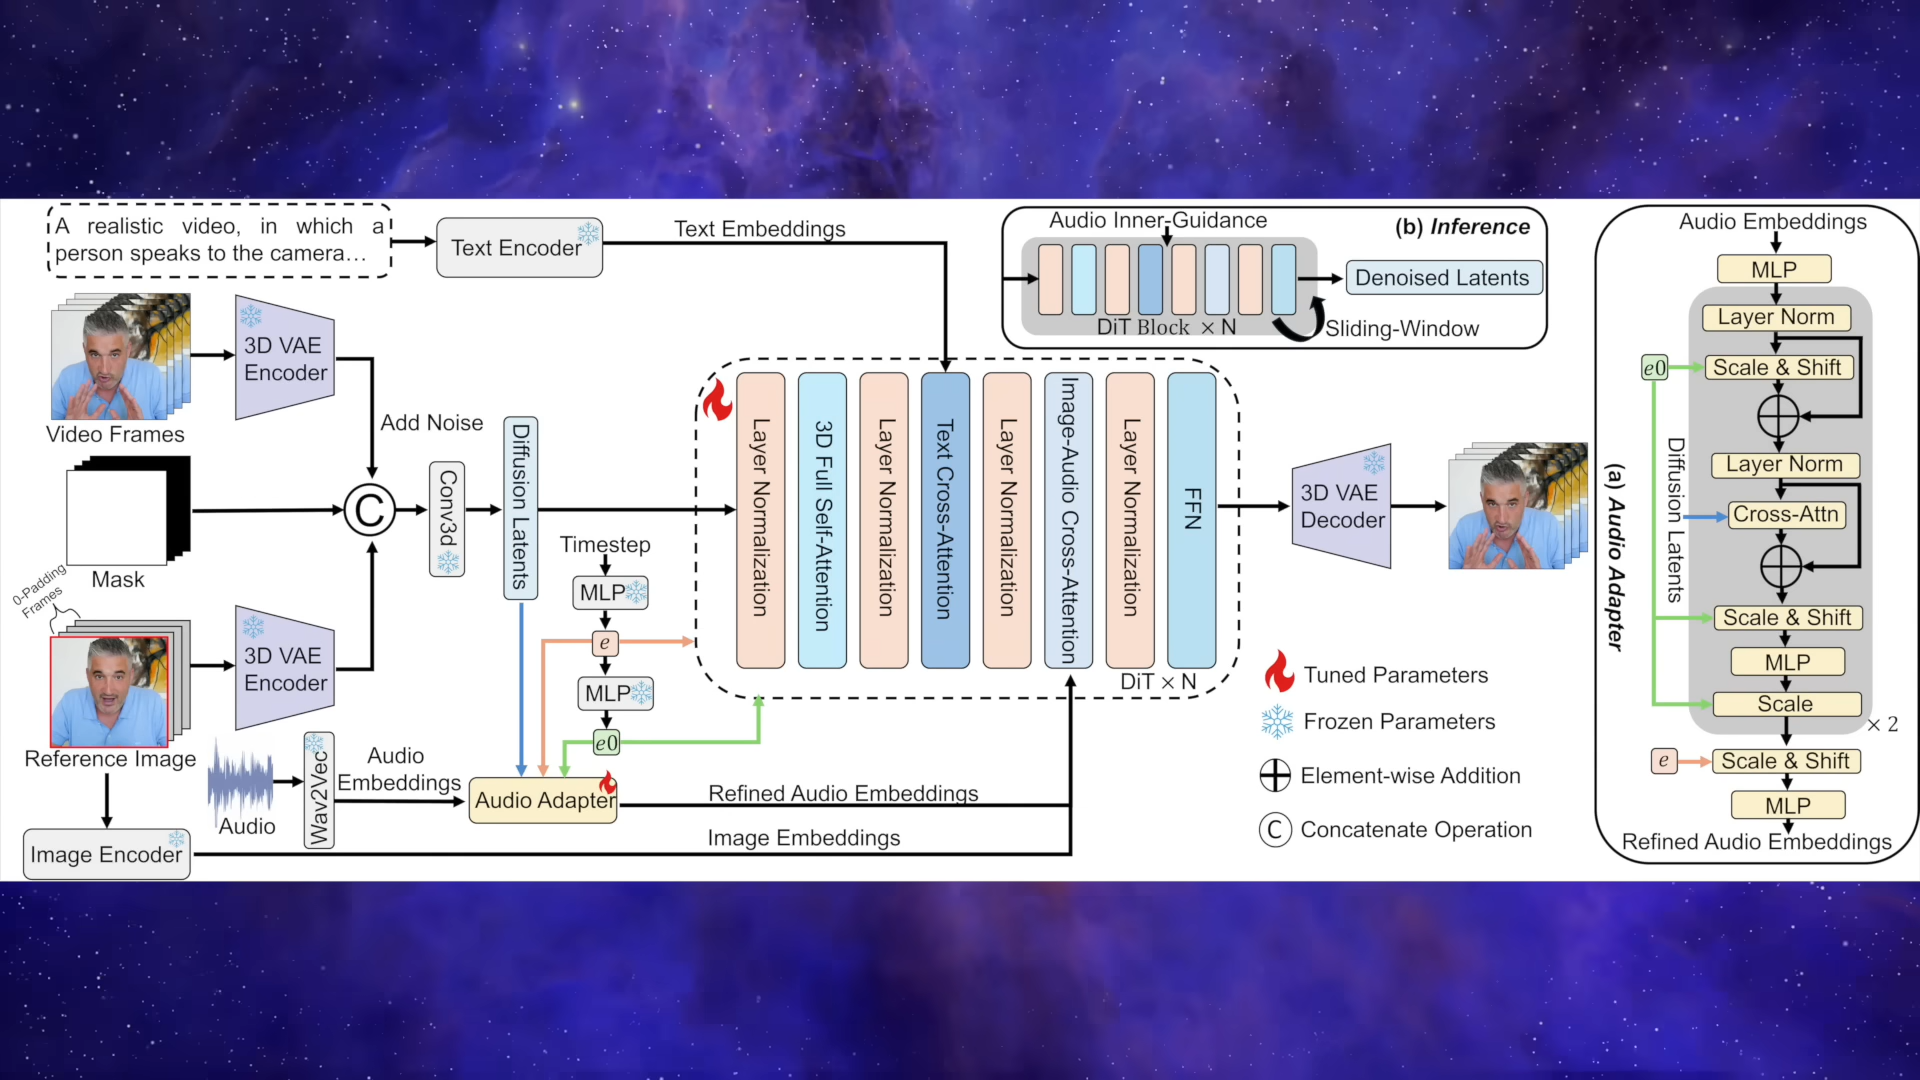 A realistic video, in which a
person speaks to the camera...
Text Encoder
Text Embeddings
3D VAE
Encoder
Video Frames
Add Noise
Mask
C
Conv3d
Diffusion Latents
0-Padding
Frames
3D VAE
Encoder
Reference Image
Image Encoder
Audio
Wav2Vec
Audio
Embeddings
Timestep
MLP
e
MLP
e0
Audio Adapter
Refined Audio Embeddings
Image Embeddings
Layer Normalization
3D Full Self-Attention
Layer Normalization
Text Cross-Attention
Layer Normalization
Image-Audio Cross-Attention
Layer Normalization
FFN
DiT × N
3D VAE
Decoder
Audio Inner-Guidance
(b) Inference
DiT Block × N
Denoised Latents
Sliding-Window
Tuned Parameters
Frozen Parameters
Element-wise Addition
C
Concatenate Operation
(a) Audio Adapter
Audio Embeddings
MLP
Layer Norm
e0
Scale & Shift
Layer Norm
Diffusion Latents
Cross-Attn
Scale & Shift
MLP
Scale
× 2
e
Scale & Shift
MLP
Refined Audio Embeddings